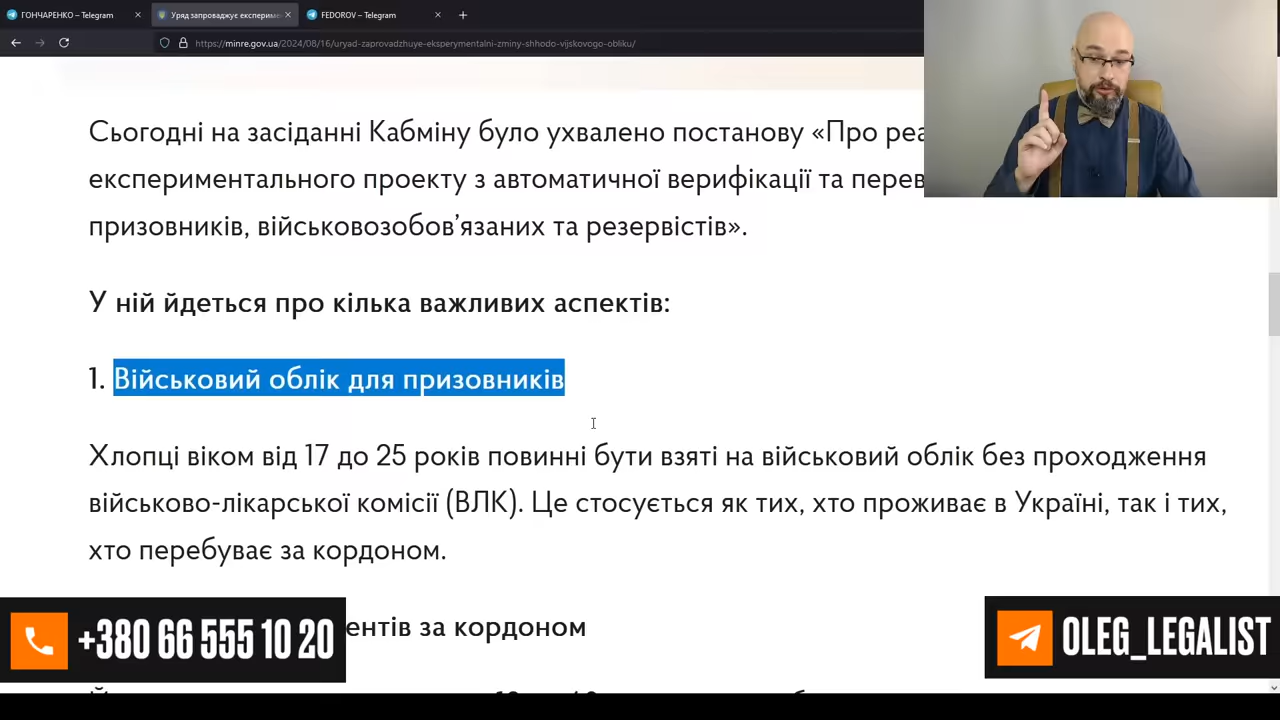 ГОНЧАРЕНКО – Telegram
Уряд запроваджує експериме
FEDOROV – Telegram
https://minre.gov.ua/2024/08/16/uryad-zaprovadzhuye-eksperymentalni-zminy-shhodo-vijskovogo-obliku/
Сьогодні на засіданні Кабміну було ухвалено постанову «Про реа
експериментального проекту з автоматичної верифікації та перев
призовників, військовозобов’язаних та резервістів».
У ній йдеться про кілька важливих аспектів:
1. Військовий облік для призовників
Хлопці віком від 17 до 25 років повинні бути взяті на військовий облік без проходження
військово-лікарської комісії (ВЛК). Це стосується як тих, хто проживає в Україні, так і тих,
хто перебуває за кордоном.
ентів за кордоном
+380 66 555 10 20
OLEG_LEGALIST